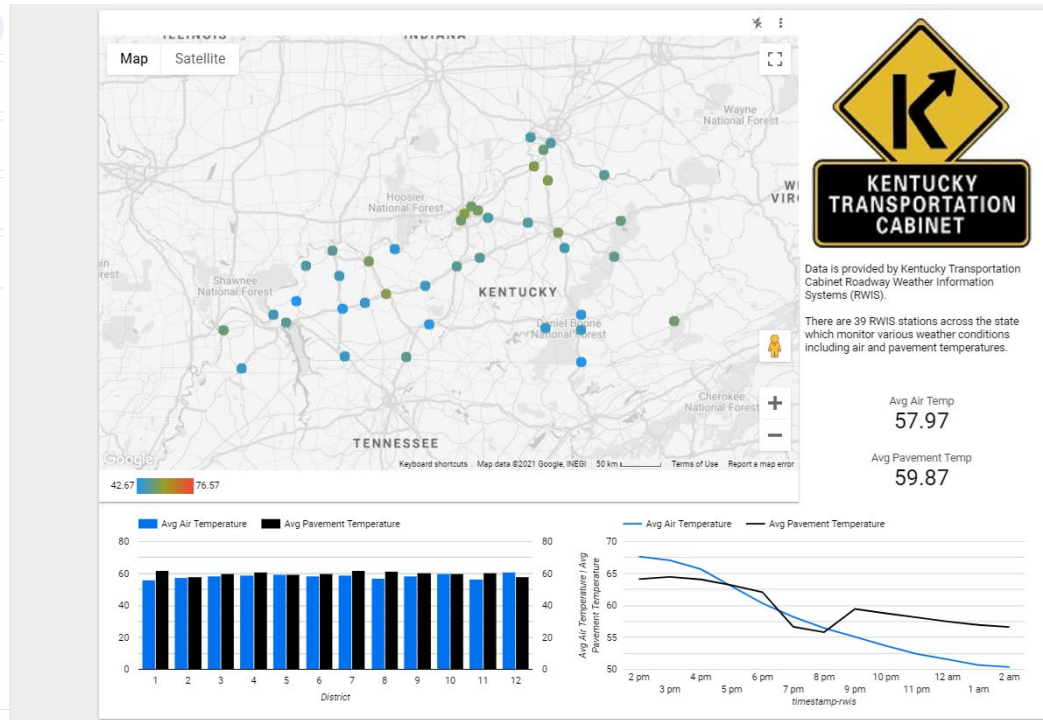 ILLINOIS
INDIANA
Map
Satellite
Wayne
National Forest
Hoosier
National Forest
Shawnee
National Forest
KENTUCKY
Daniel Boone
National Forest
Cherokee
National Forest
TENNESSEE
Google
Keyboard shortcuts
Map data ©2021 Google, INEGI
50 km
Terms of Use
Report a map error
42.67
76.57
K
KENTUCKY
TRANSPORTATION
CABINET
Data is provided by Kentucky Transportation
Cabinet Roadway Weather Information
Systems (RWIS).
There are 39 RWIS stations across the state
which monitor various weather conditions
including air and pavement temperatures.
Avg Air Temp
57.97
Avg Pavement Temp
59.87
Avg Air Temperature
Avg Pavement Temperature
80
60
40
20
0
80
60
40
20
0
1 2 3 4 5 6 7 8 9 10 11 12
District
Avg Air Temperature
Avg Pavement Temperature
Avg Air Temperature | Avg
Pavement Temperature
70
65
60
55
50
2 pm 4 pm 6 pm 8 pm 10 pm 12 am 2 am
3 pm 5 pm 7 pm 9 pm 11 pm 1 am
timestamp-rwis